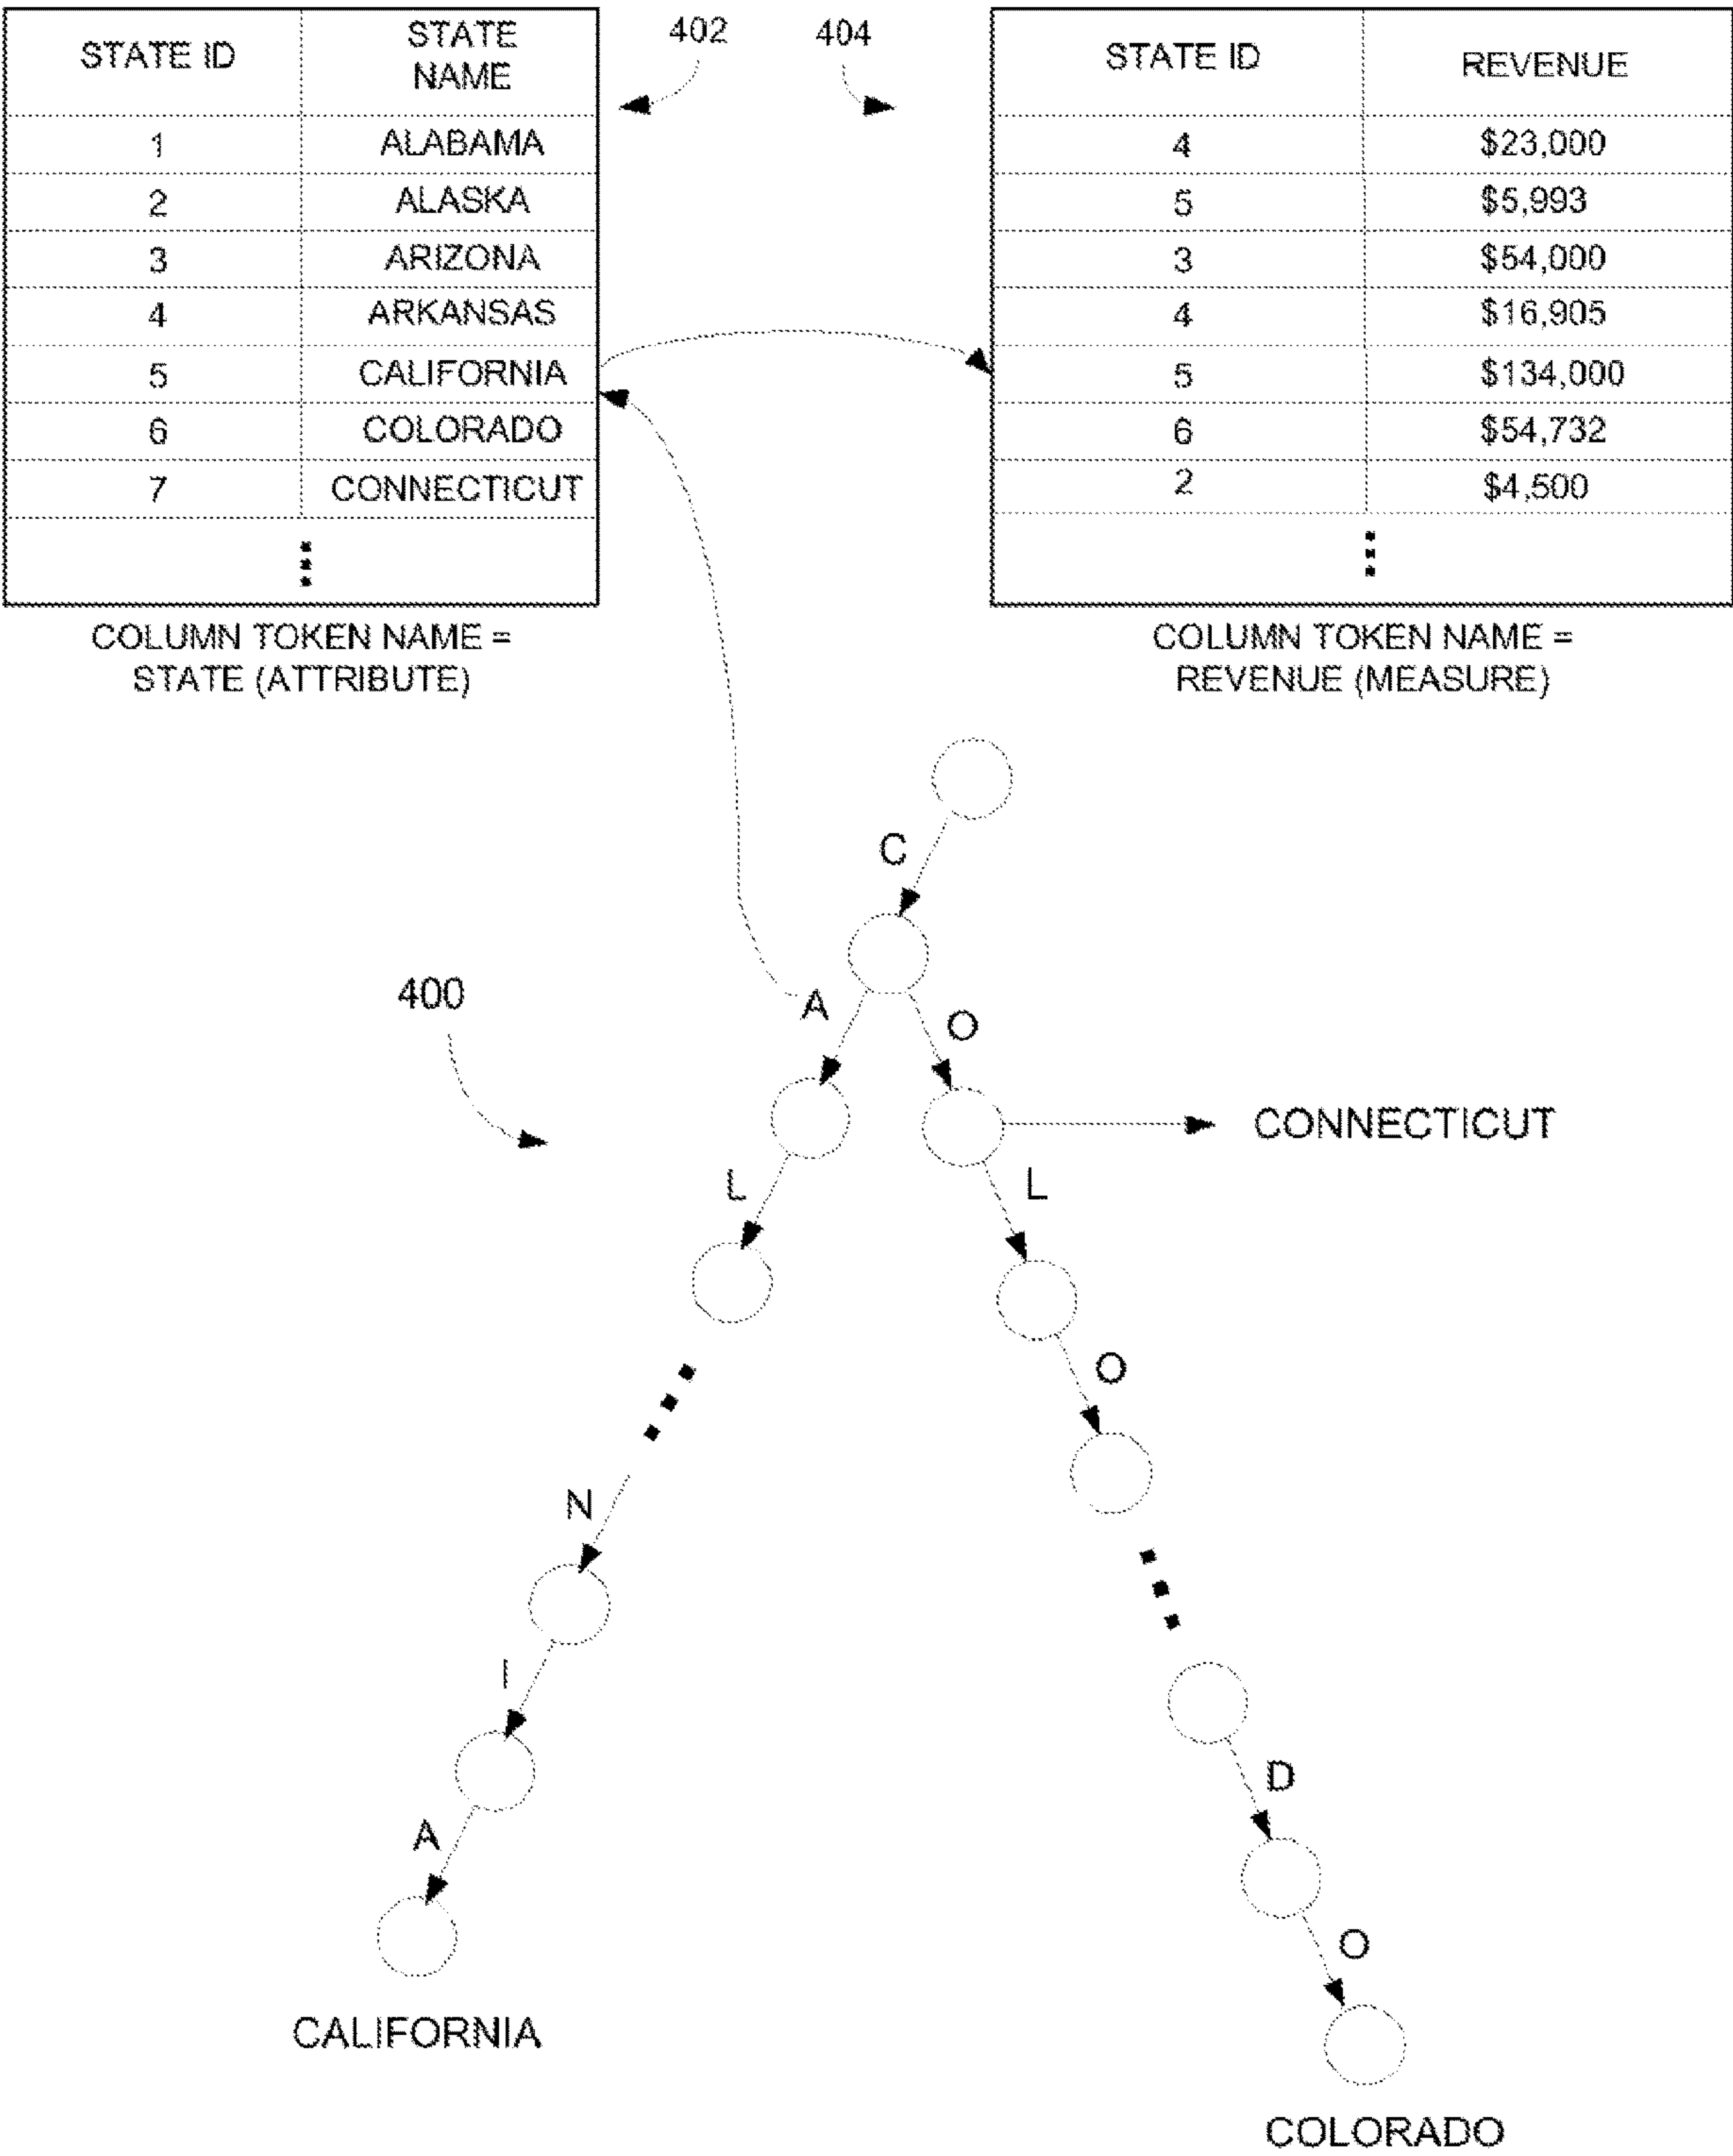 STATE ID
STATE
NAME
1 ALABAMA
2 ALASKA
3 ARIZONA
4 ARKANSAS
5 CALIFORNIA
6 COLORADO
7 CONNECTICUT
COLUMN TOKEN NAME =
STATE (ATTRIBUTE)
402
404
STATE ID REVENUE
4 $23,000
5 $5,993
3 $54,000
4 $16,905
5 $134,000
6 $54,732
2 $4,500
COLUMN TOKEN NAME =
REVENUE (MEASURE)
C
400
A
O
CONNECTICUT
L
L
O
N
I
D
A
O
CALIFORNIA
COLORADO